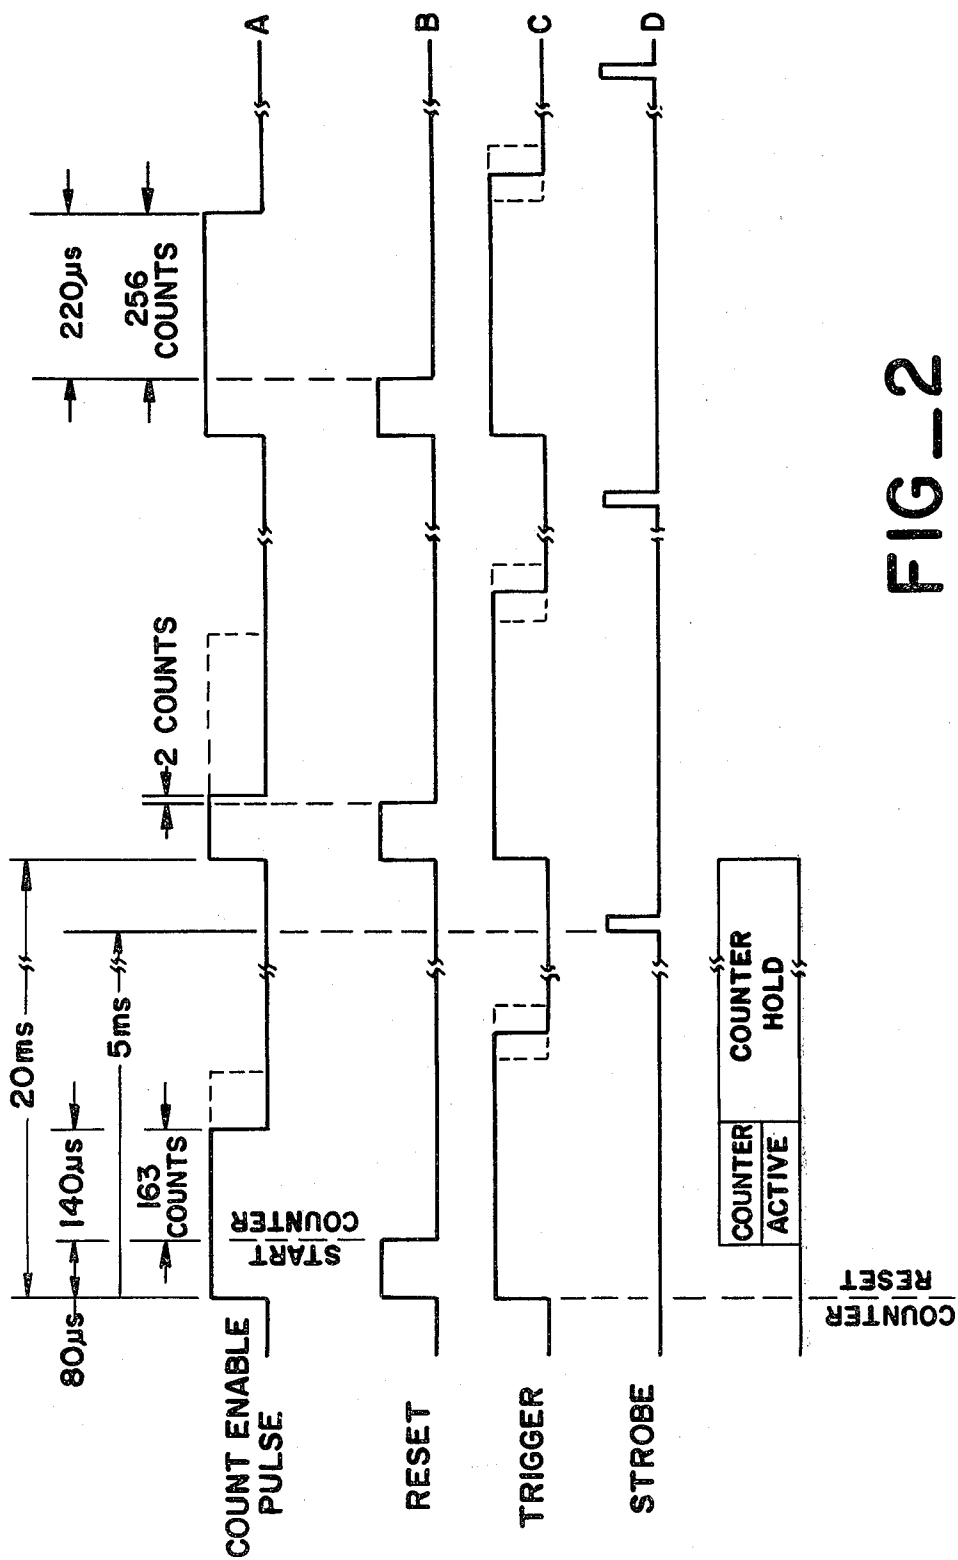 20ms
5ms
80µs
140µs
163
COUNTS
2 COUNTS
220µs
256
COUNTS
COUNT ENABLE
PULSE
A
START
COUNTER
RESET
B
TRIGGER
C
STROBE
D
COUNTER
ACTIVE
COUNTER
HOLD
COUNTER
RESET
FIG_2